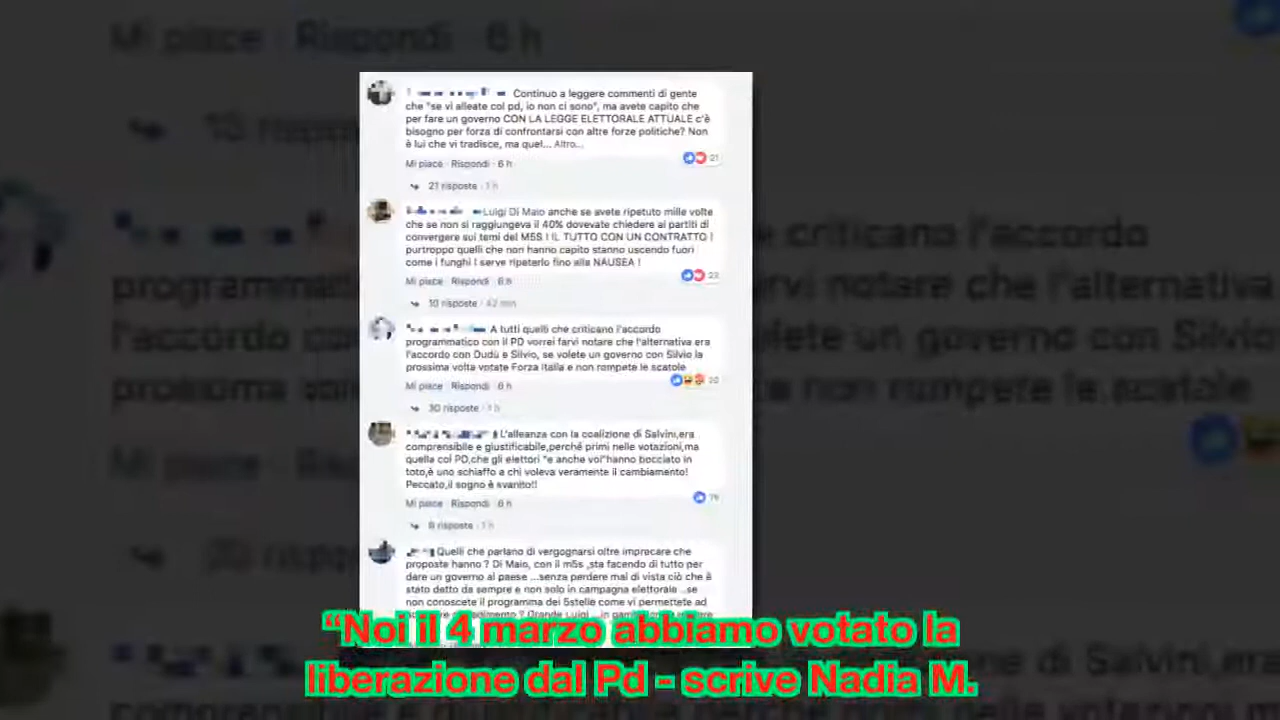 Mi piace · Rispondi · 6 h
Continuo a leggere commenti di gente
che "se vi alleate col pd, io non ci sono", ma avete capito che
per fare un governo CON LA LEGGE ELETTORALE ATTUALE c'è
bisogno per forza di confrontarsi con altre forze politiche? Non
è lui che vi tradisce, ma quel... Altro...
Mi piace · Rispondi · 6 h
21
21 risposte · 1 h
Luigi Di Maio anche se avete ripetuto mille volte
che se non si raggiungeva il 40% dovevate chiedere ai partiti di
convergere sui temi del M5S ! IL TUTTO CON UN CONTRATTO !
purtroppo quelli che non hanno capito stanno uscendo fuori
come i funghi ! serve ripeterlo fino alla NAUSEA !
Mi piace · Rispondi · 6 h
22
10 risposte · 42 min
A tutti quelli che criticano l'accordo
programmatico con il PD vorrei farvi notare che l'alternativa era
l'accordo con Dudù e Silvio, se volete un governo con Silvio la
prossima volta votate Forza Italia e non rompete le scatole
Mi piace · Rispondi · 6 h
30 risposte · 1 h
L'alleanza con la coalizione di Salvini,era
comprensibile e giustificabile,perché primi nelle votazioni,ma
quella col PD,che gli elettori "e anche voi"hanno bocciato in
toto,è uno schiaffo a chi voleva veramente il cambiamento!
Peccato,il sogno è svanito!!
Mi piace · Rispondi · 6 h
8 risposte · 1 h
Quelli che parlano di vergognarsi oltre imprecare che
proposte hanno ? Di Maio, con il m5s ,sta facendo di tutto per
dare un governo al paese ...senza perdere mai di vista ciò che è
stato detto da sempre e non solo in campagna elettorale ..se
non conoscete il programma dei 5stelle come vi permettete ad
“Noi il 4 marzo abbiamo votato la
liberazione dal Pd - scrive Nadia M.